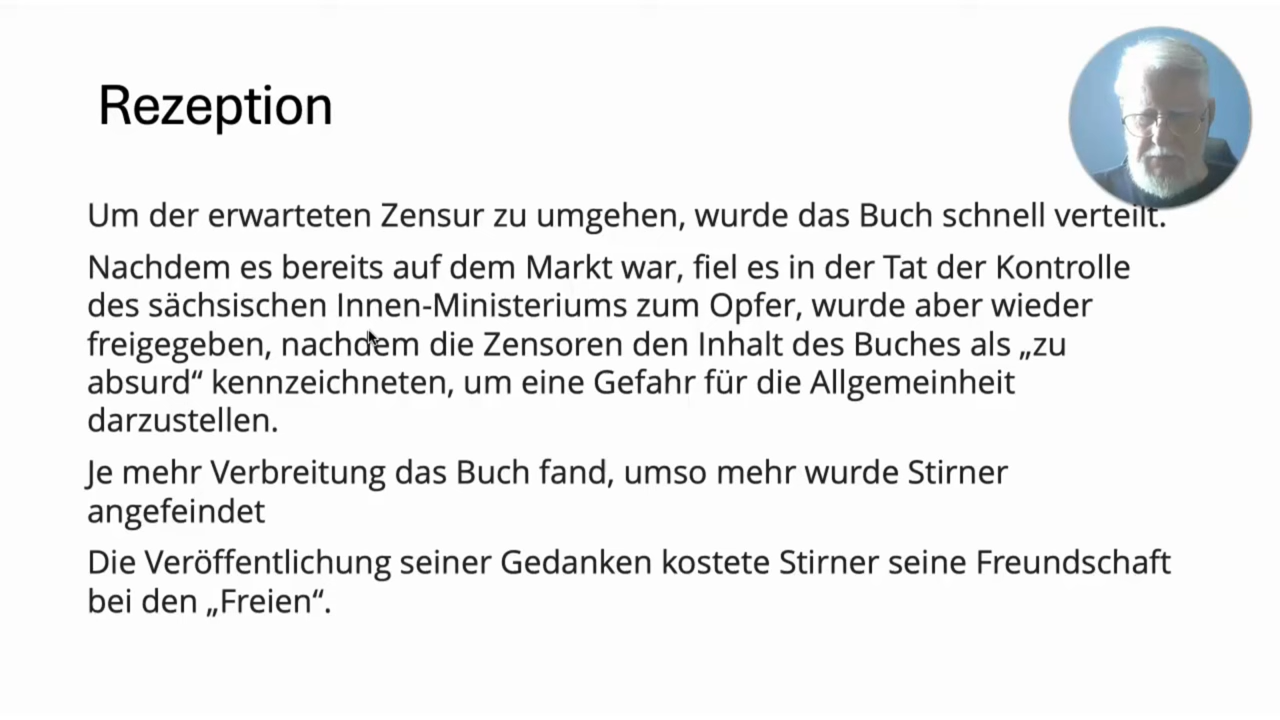 Rezeption
Um der erwarteten Zensur zu umgehen, wurde das Buch schnell verteilt.
Nachdem es bereits auf dem Markt war, fiel es in der Tat der Kontrolle
des sächsischen Innen-Ministeriums zum Opfer, wurde aber wieder
freigegeben, nachdem die Zensoren den Inhalt des Buches als „zu
absurd“ kennzeichneten, um eine Gefahr für die Allgemeinheit
darzustellen.
Je mehr Verbreitung das Buch fand, umso mehr wurde Stirner
angefeindet
Die Veröffentlichung seiner Gedanken kostete Stirner seine Freundschaft
bei den „Freien“.